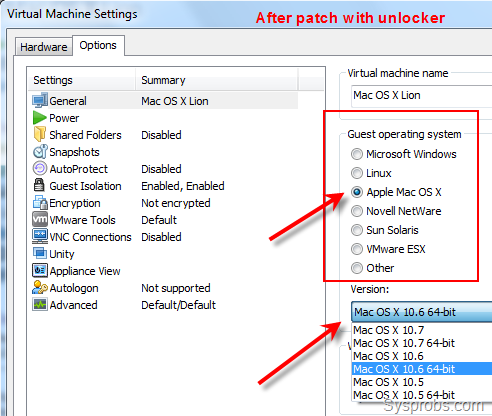 Virtual Machine Settings
After patch with unlocker
Hardware
Options
Settings Summary
General Mac OS X Lion
Power
Shared Folders Disabled
Snapshots
AutoProtect Disabled
Guest Isolation Enabled, Enabled
Encryption Not encrypted
VMware Tools Default
VNC Connections Disabled
Unity
Appliance View
Autologon Not supported
Advanced Default/Default
Virtual machine name
Mac OS X Lion
Guest operating system
Microsoft Windows
Linux
Apple Mac OS X
Novell NetWare
Sun Solaris
VMware ESX
Other
Version:
Mac OS X 10.6 64-bit
Mac OS X 10.7
Mac OS X 10.7 64-bit
Mac OS X 10.6
Mac OS X 10.6 64-bit
Mac OS X 10.5
Mac OS X 10.5 64-bit
Sysprobs.com